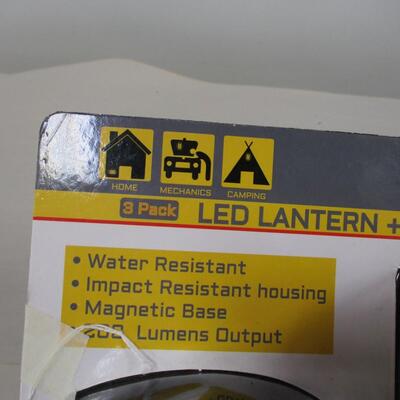 HOME MECHANICS CAMPING
3 Pack LED LANTERN +
• Water Resistant
• Impact Resistant housing
• Magnetic Base
Lumens Output